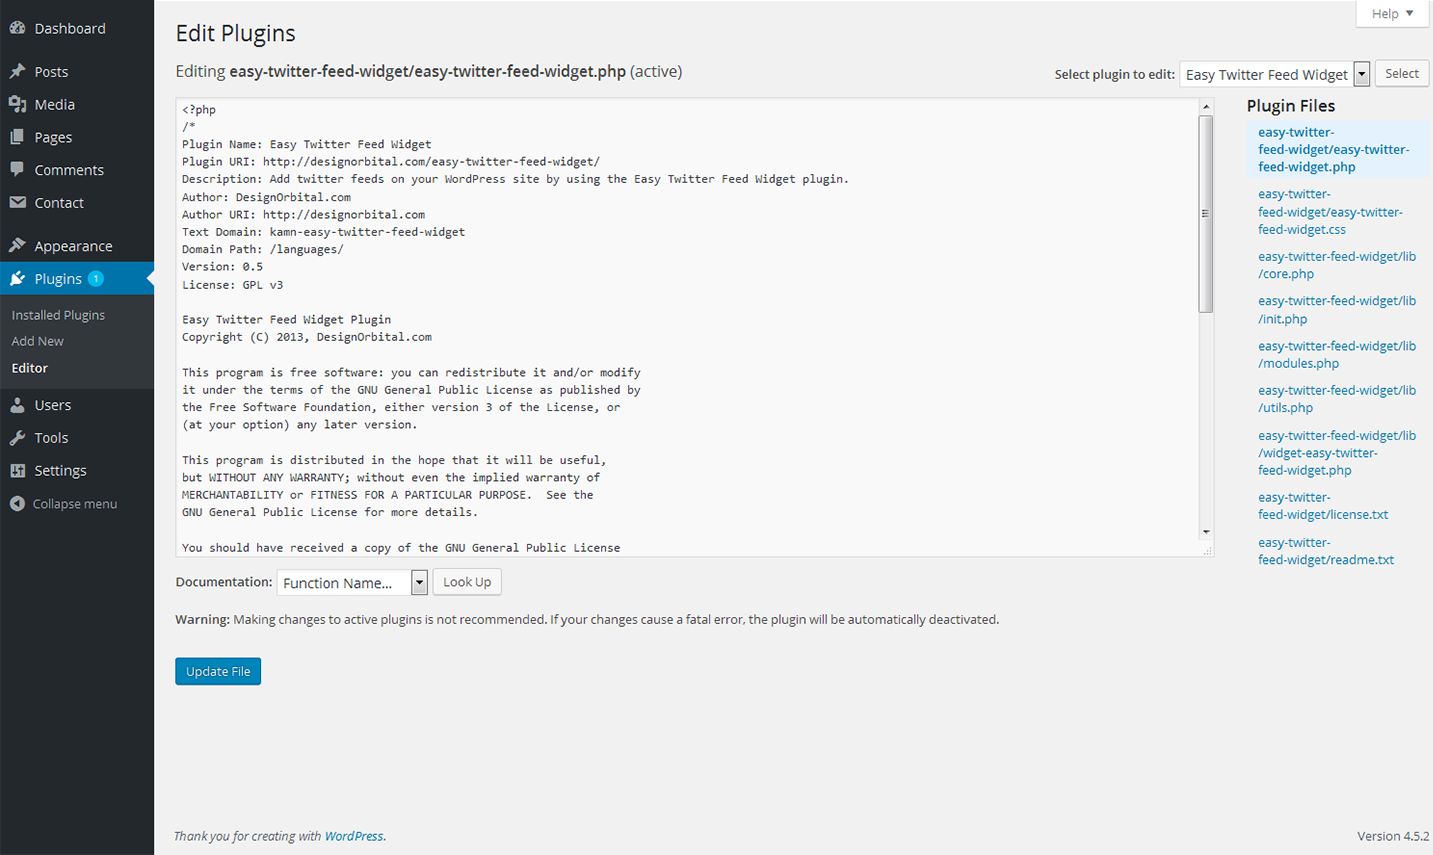 Dashboard
Posts
Media
Pages
Comments
Contact
Appearance
Plugins 1
Installed Plugins
Add New
Editor
Users
Tools
Settings
Collapse menu
Help
Edit Plugins
Editing easy-twitter-feed-widget/easy-twitter-feed-widget.php (active)
Select plugin to edit: Easy Twitter Feed Widget Select
<?php
/*
Plugin Name: Easy Twitter Feed Widget
Plugin URI: http://designorbital.com/easy-twitter-feed-widget/
Description: Add twitter feeds on your WordPress site by using the Easy Twitter Feed Widget plugin.
Author: DesignOrbital.com
Author URI: http://designorbital.com
Text Domain: kamn-easy-twitter-feed-widget
Domain Path: /languages/
Version: 0.5
License: GPL v3
Easy Twitter Feed Widget Plugin
Copyright (C) 2013, DesignOrbital.com
This program is free software: you can redistribute it and/or modify
it under the terms of the GNU General Public License as published by
the Free Software Foundation, either version 3 of the License, or
(at your option) any later version.
This program is distributed in the hope that it will be useful,
but WITHOUT ANY WARRANTY; without even the implied warranty of
MERCHANTABILITY or FITNESS FOR A PARTICULAR PURPOSE.  See the
GNU General Public License for more details.
You should have received a copy of the GNU General Public License
Plugin Files
easy-twitter-
feed-widget/easy-twitter-
feed-widget.php
easy-twitter-
feed-widget/easy-twitter-
feed-widget.css
easy-twitter-feed-widget/lib
/core.php
easy-twitter-feed-widget/lib
/init.php
easy-twitter-feed-widget/lib
/modules.php
easy-twitter-feed-widget/lib
/utils.php
easy-twitter-feed-widget/lib
/widget-easy-twitter-
feed-widget.php
easy-twitter-
feed-widget/license.txt
easy-twitter-
feed-widget/readme.txt
Documentation: Function Name... Look Up
Warning: Making changes to active plugins is not recommended. If your changes cause a fatal error, the plugin will be automatically deactivated.
Update File
Thank you for creating with WordPress.
Version 4.5.2